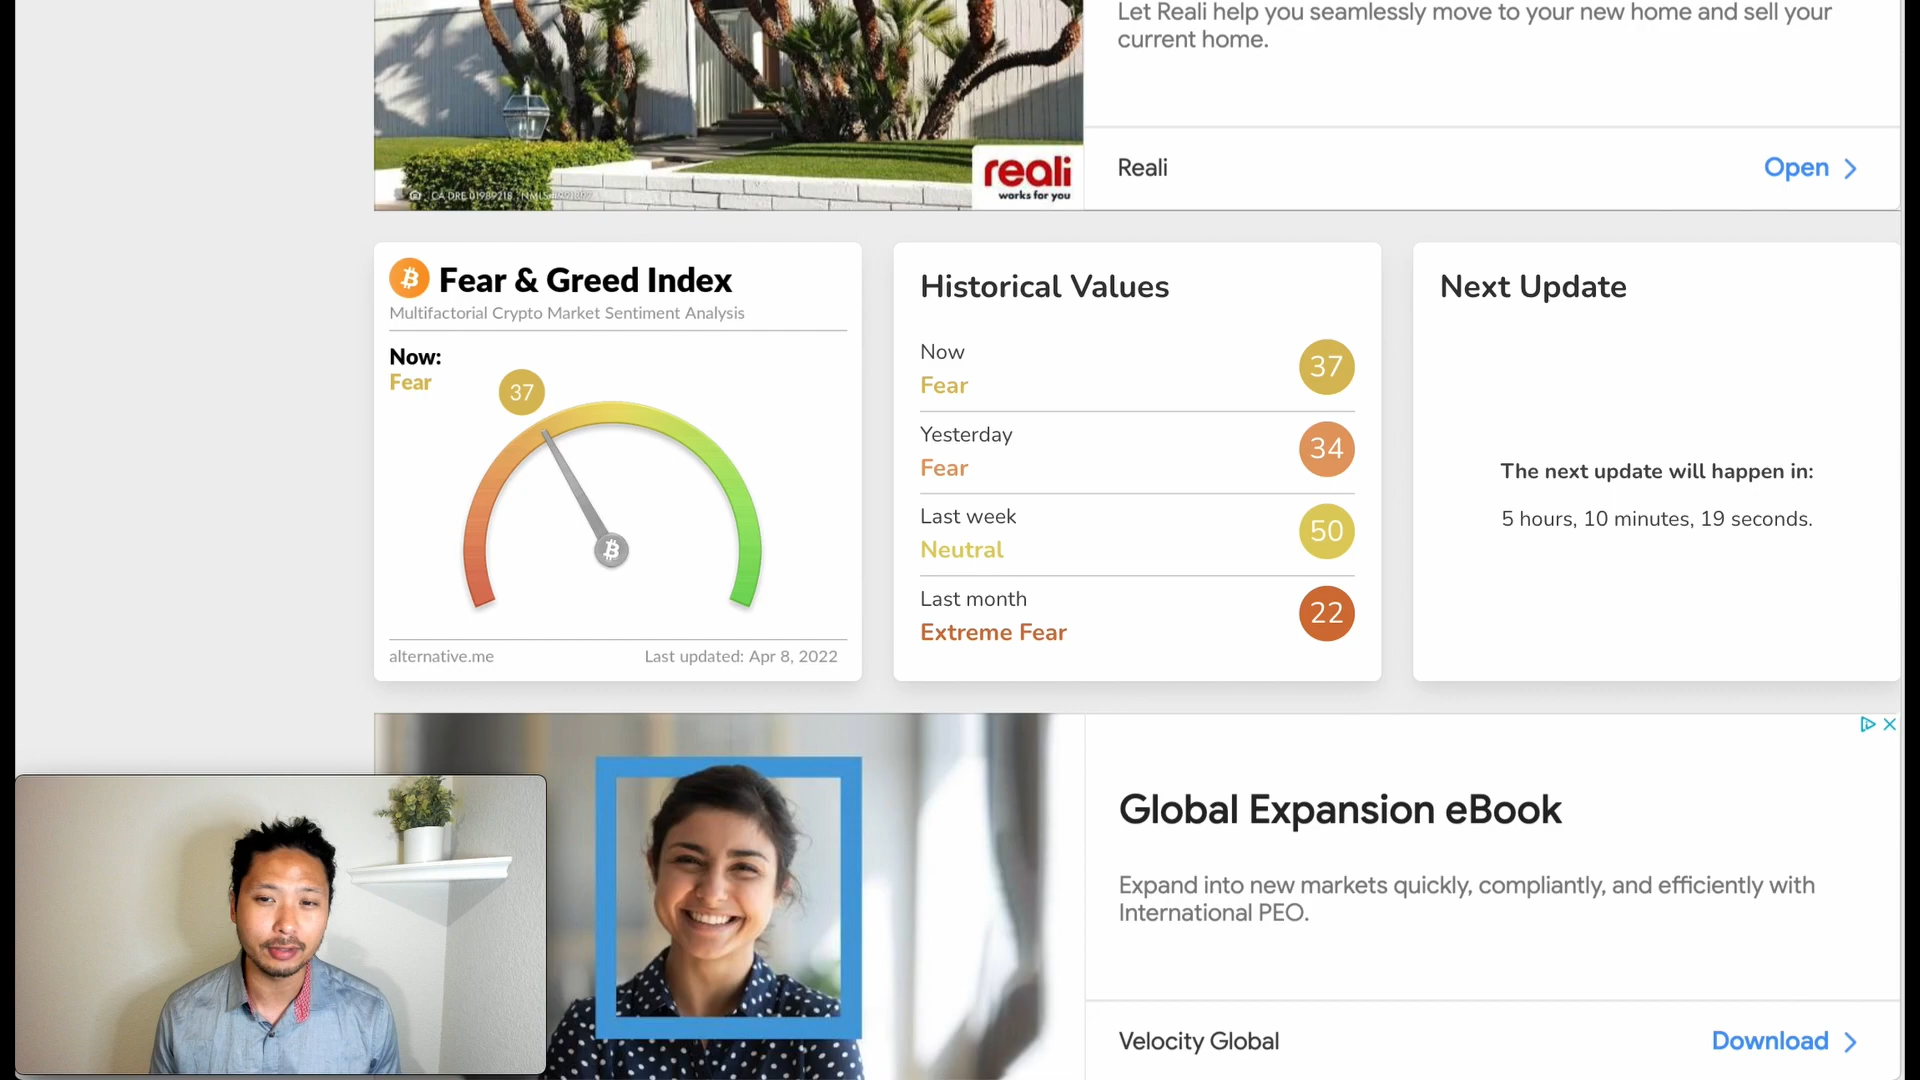 Let Reali help you seamlessly move to your new home and sell your
current home.
reali
works for you
CA DRE 01989218
Reali
Open
Fear & Greed Index
Multifactorial Crypto Market Sentiment Analysis
Now:
Fear
37
alternative.me
Last updated: Apr 8, 2022
Historical Values
Now
Fear
37
Yesterday
Fear
34
Last week
Neutral
50
Last month
Extreme Fear
22
Next Update
The next update will happen in:
5 hours, 10 minutes, 19 seconds.
Global Expansion eBook
Expand into new markets quickly, compliantly, and efficiently with
International PEO.
Velocity Global
Download